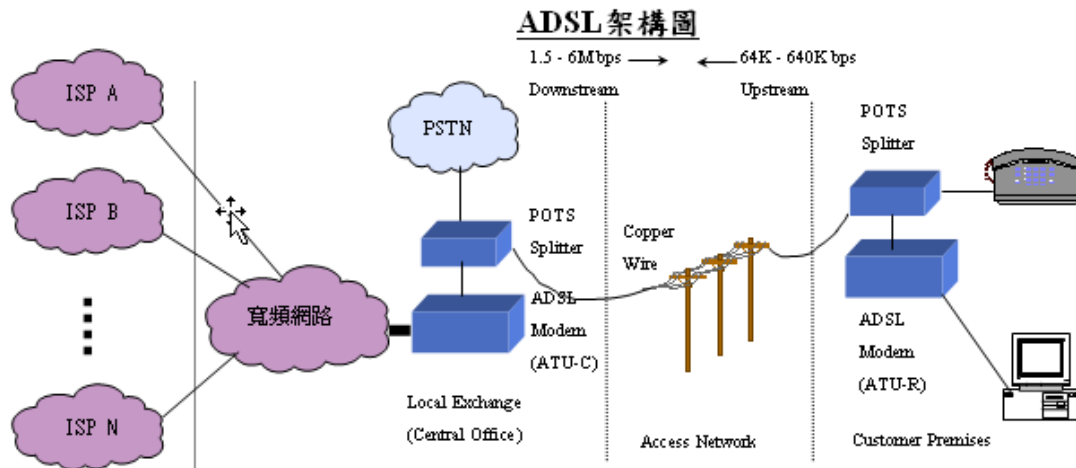 ADSL架構圖
1.5 - 6Mbps
Downstream
64K - 640Kbps
Upstream
ISP A
ISP B
ISP N
寬頻網路
PSTN
POTS
Splitter
ADSL
Modem
(ATU-C)
Local Exchange
(Central Office)
Copper
Wire
Access Network
POTS
Splitter
ADSL
Modem
(ATU-R)
Customer Premises